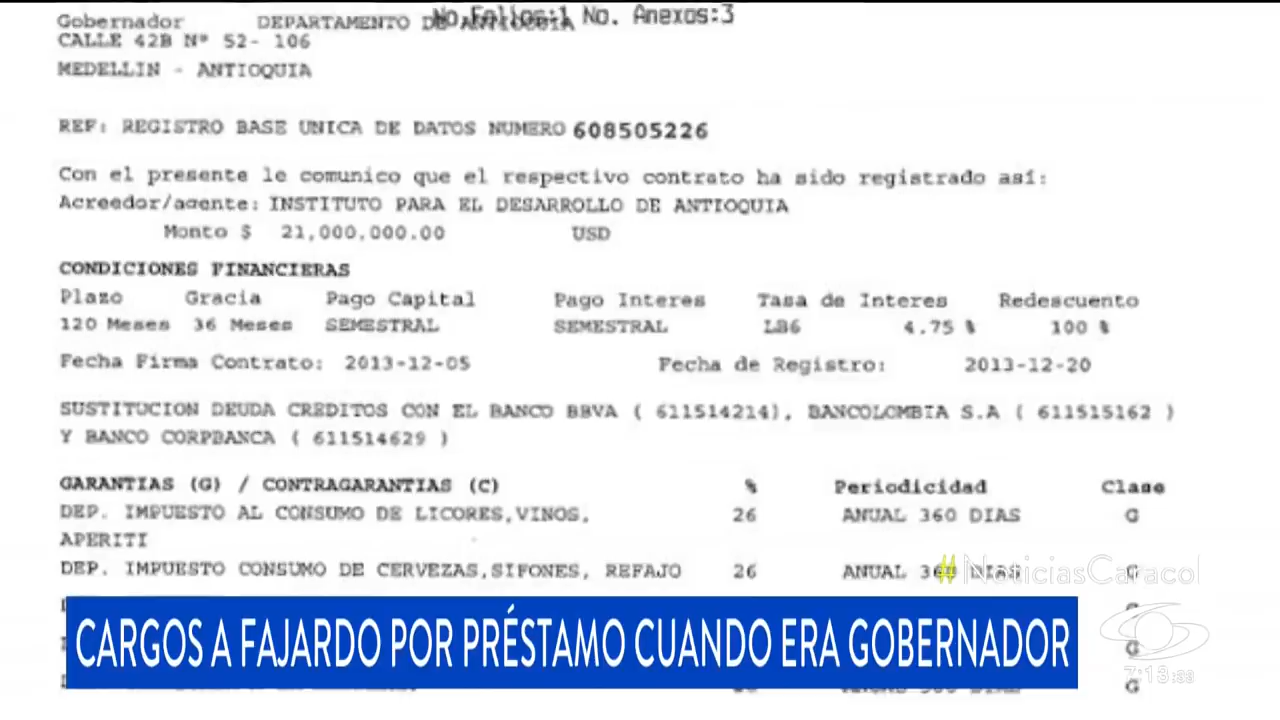 No.Folios:1 No. Anexos:3
Gobernador DEPARTAMENTO DE ANTIOQUIA
CALLE 42B Nº 52- 106
MEDELLIN - ANTIOQUIA
REF: REGISTRO BASE UNICA DE DATOS NUMERO 608505226
Con el presente le comunico que el respectivo contrato ha sido registrado así:
Acreedor/agente: INSTITUTO PARA EL DESARROLLO DE ANTIOQUIA
Monto $ 21,000,000.00 USD
CONDICIONES FINANCIERAS
Plazo Gracia Pago Capital Pago Interes Tasa de Interes Redescuento
120 Meses 36 Meses SEMESTRAL SEMESTRAL LB6 4.75 % 100 %
Fecha Firma Contrato: 2013-12-05 Fecha de Registro: 2013-12-20
SUSTITUCION DEUDA CREDITOS CON EL BANCO BBVA ( 611514214), BANCOLOMBIA S.A ( 611515162 )
Y BANCO CORPBANCA ( 611514629 )
GARANTIAS (G) / CONTRAGARANTIAS (C) % Periodicidad Clase
DEP. IMPUESTO AL CONSUMO DE LICORES,VINOS, 26 ANUAL 360 DIAS G
APERITI
DEP. IMPUESTO CONSUMO DE CERVEZAS,SIFONES, REFAJO 26 ANUAL 360 DIAS G
#NoticiasCaracol
G
CARGOS A FAJARDO POR PRÉSTAMO CUANDO ERA GOBERNADOR
G
G